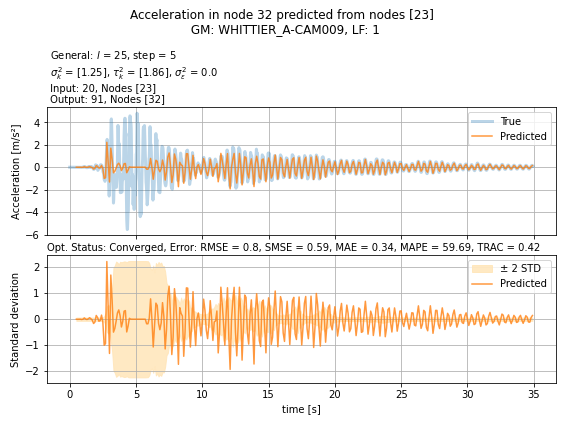 Acceleration in node 32 predicted from nodes [23]
GM: WHITTIER_A-CAM009, LF: 1
General: l = 25, step = 5
σ²ₖ = [1.25], τ²ₖ = [1.86], σ²ε = 0.0
Input: 20, Nodes [23]
Output: 91, Nodes [32]
Acceleration [m/s²]
4
2
0
−2
−4
−6
True
Predicted
Opt. Status: Converged, Error: RMSE = 0.8, SMSE = 0.59, MAE = 0.34, MAPE = 59.69, TRAC = 0.42
Standard deviation
2
1
0
−1
−2
± 2 STD
Predicted
0 5 10 15 20 25 30 35
time [s]